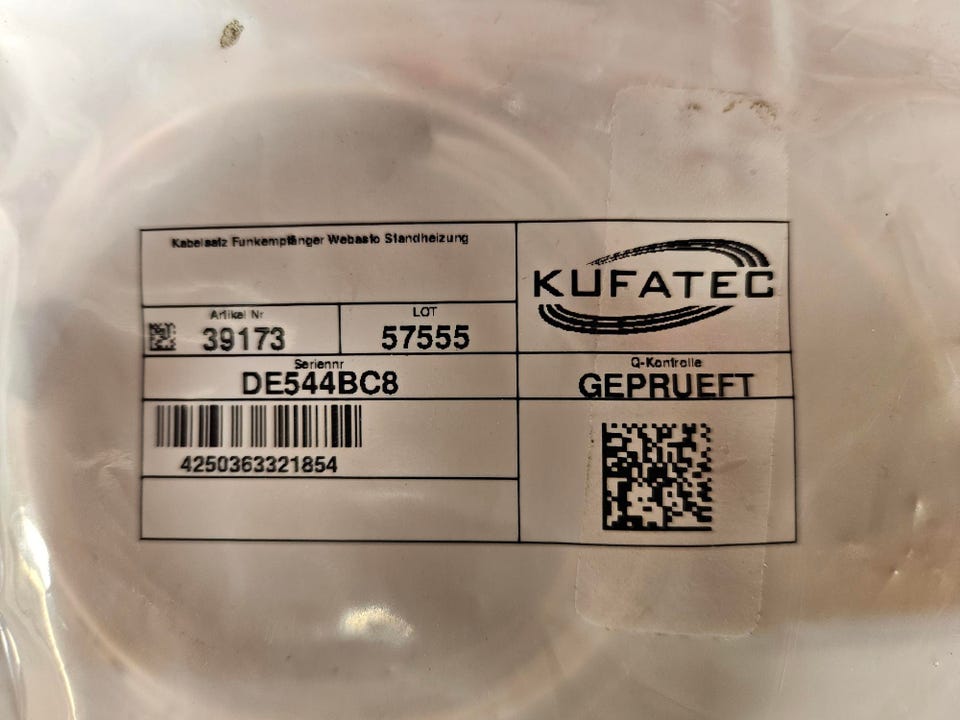 Kabelsatz Funkempfänger Webasto Standheizung
KUFATEC
Artikel Nr
39173
LOT
57555
Seriennr
DE544BC8
Q-Kontrolle
GEPRUEFT
4250363321854